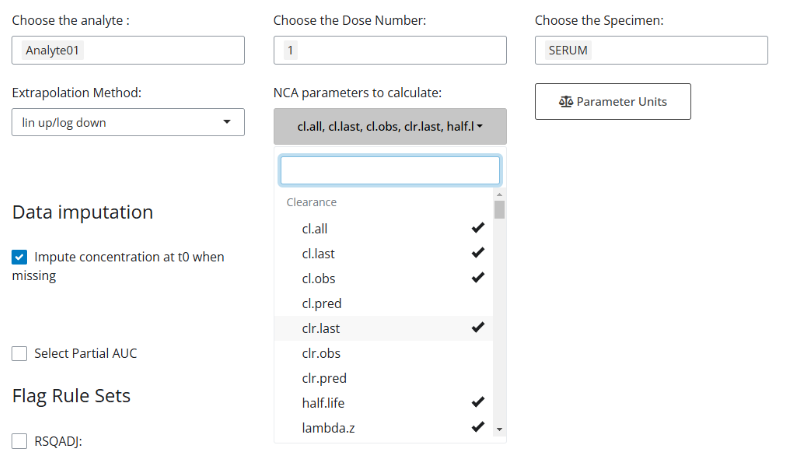 Choose the analyte :
Choose the Dose Number:
Choose the Specimen:
Analyte01
1
SERUM
Extrapolation Method:
NCA parameters to calculate:
Parameter Units
lin up/log down
cl.all, cl.last, cl.obs, clr.last, half.l
Clearance
cl.all
cl.last
cl.obs
cl.pred
clr.last
clr.obs
clr.pred
half.life
lambda.z
Data imputation
Impute concentration at t0 when
missing
Select Partial AUC
Flag Rule Sets
RSQADJ: